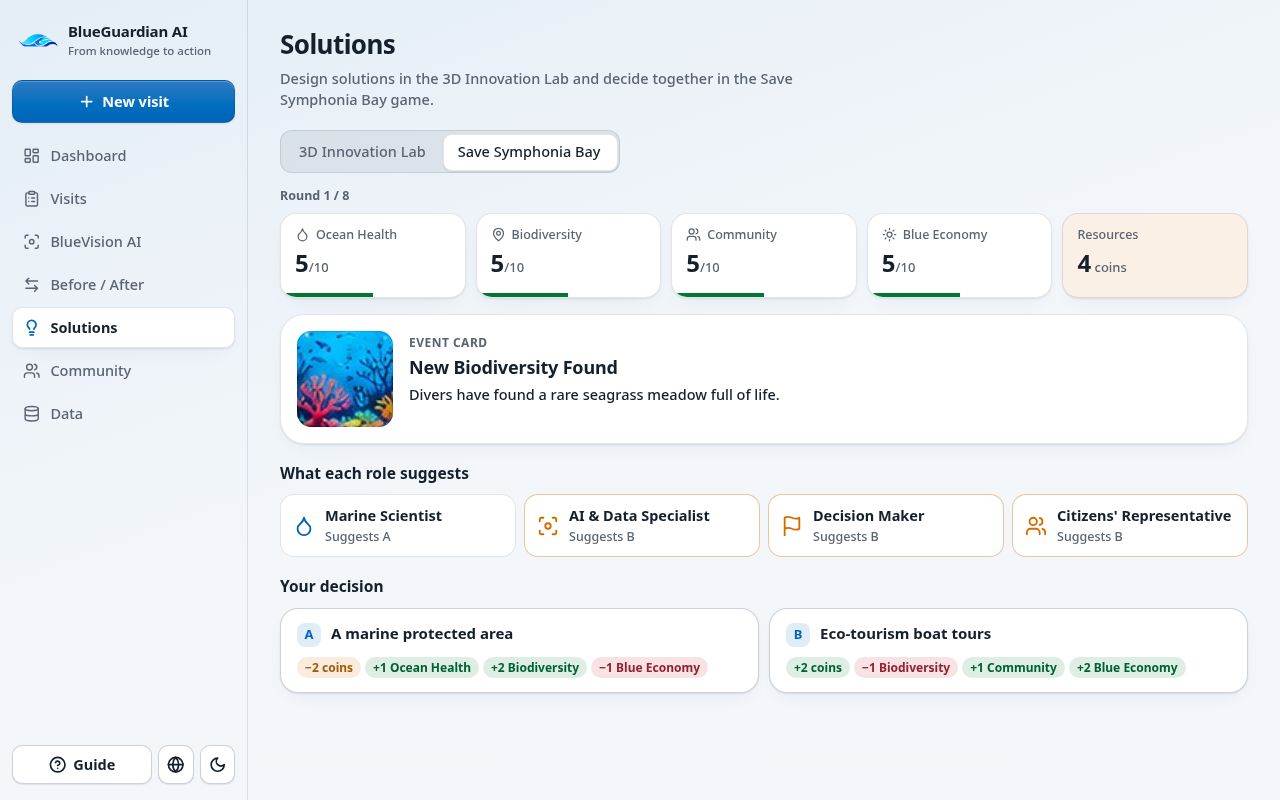 BlueGuardian AI
From knowledge to action
New visit
Dashboard
Visits
BlueVision AI
Before / After
Solutions
Community
Data
Guide
Solutions
Design solutions in the 3D Innovation Lab and decide together in the Save
Symphonia Bay game.
3D Innovation Lab
Save Symphonia Bay
Round 1 / 8
Ocean Health
5/10
Biodiversity
5/10
Community
5/10
Blue Economy
5/10
Resources
4 coins
EVENT CARD
New Biodiversity Found
Divers have found a rare seagrass meadow full of life.
What each role suggests
Marine Scientist
Suggests A
AI & Data Specialist
Suggests B
Decision Maker
Suggests B
Citizens' Representative
Suggests B
Your decision
A A marine protected area
−2 coins +1 Ocean Health +2 Biodiversity −1 Blue Economy
B Eco-tourism boat tours
+2 coins −1 Biodiversity +1 Community +2 Blue Economy